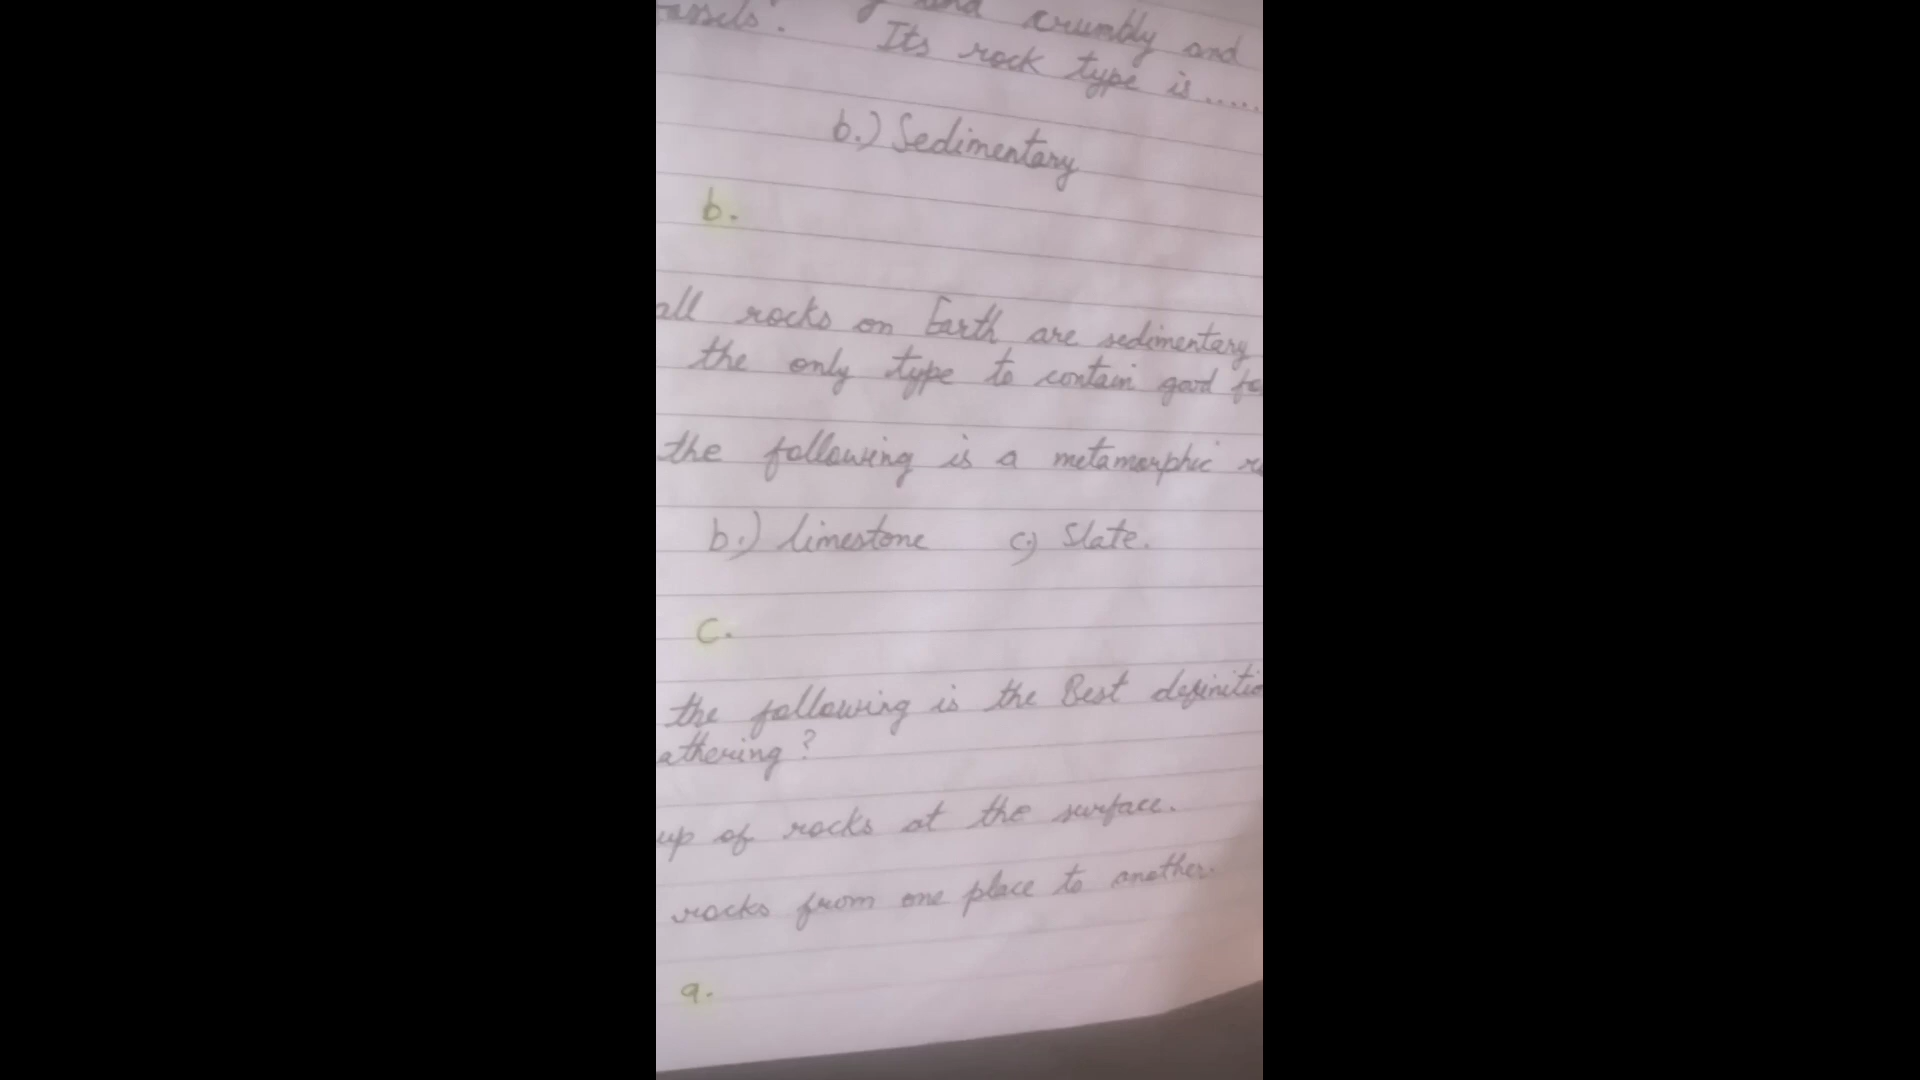 crumbly and
Its rock type is .....
b.) Sedimentary
b.
all rocks on Earth are sedimentary
the only type to contain good
the following is a metamorphic
b.) limestone c.) Slate.
c.
the following is the Best definitio
athering?
up of rocks at the surface.
rocks from one place to another.
a.